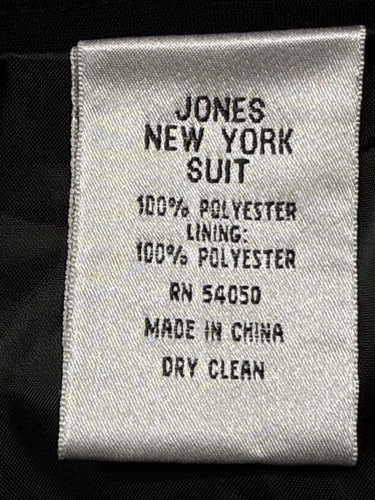 JONES
NEW YORK
SUIT
100% POLYESTER
LINING:
100% POLYESTER
RN 54050
MADE IN CHINA
DRY CLEAN